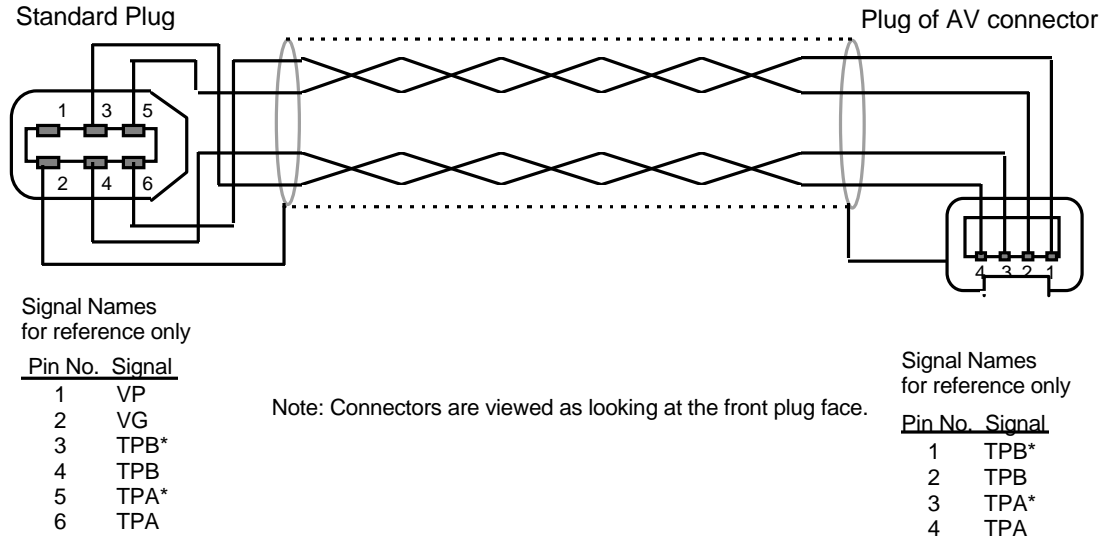 Standard Plug
Plug of AV connector
1 3 5
2 4 6
4 3 2 1
Signal Names
for reference only
Pin No. Signal
1 VP
2 VG
3 TPB*
4 TPB
5 TPA*
6 TPA
Note: Connectors are viewed as looking at the front plug face.
Signal Names
for reference only
Pin No. Signal
1 TPB*
2 TPB
3 TPA*
4 TPA